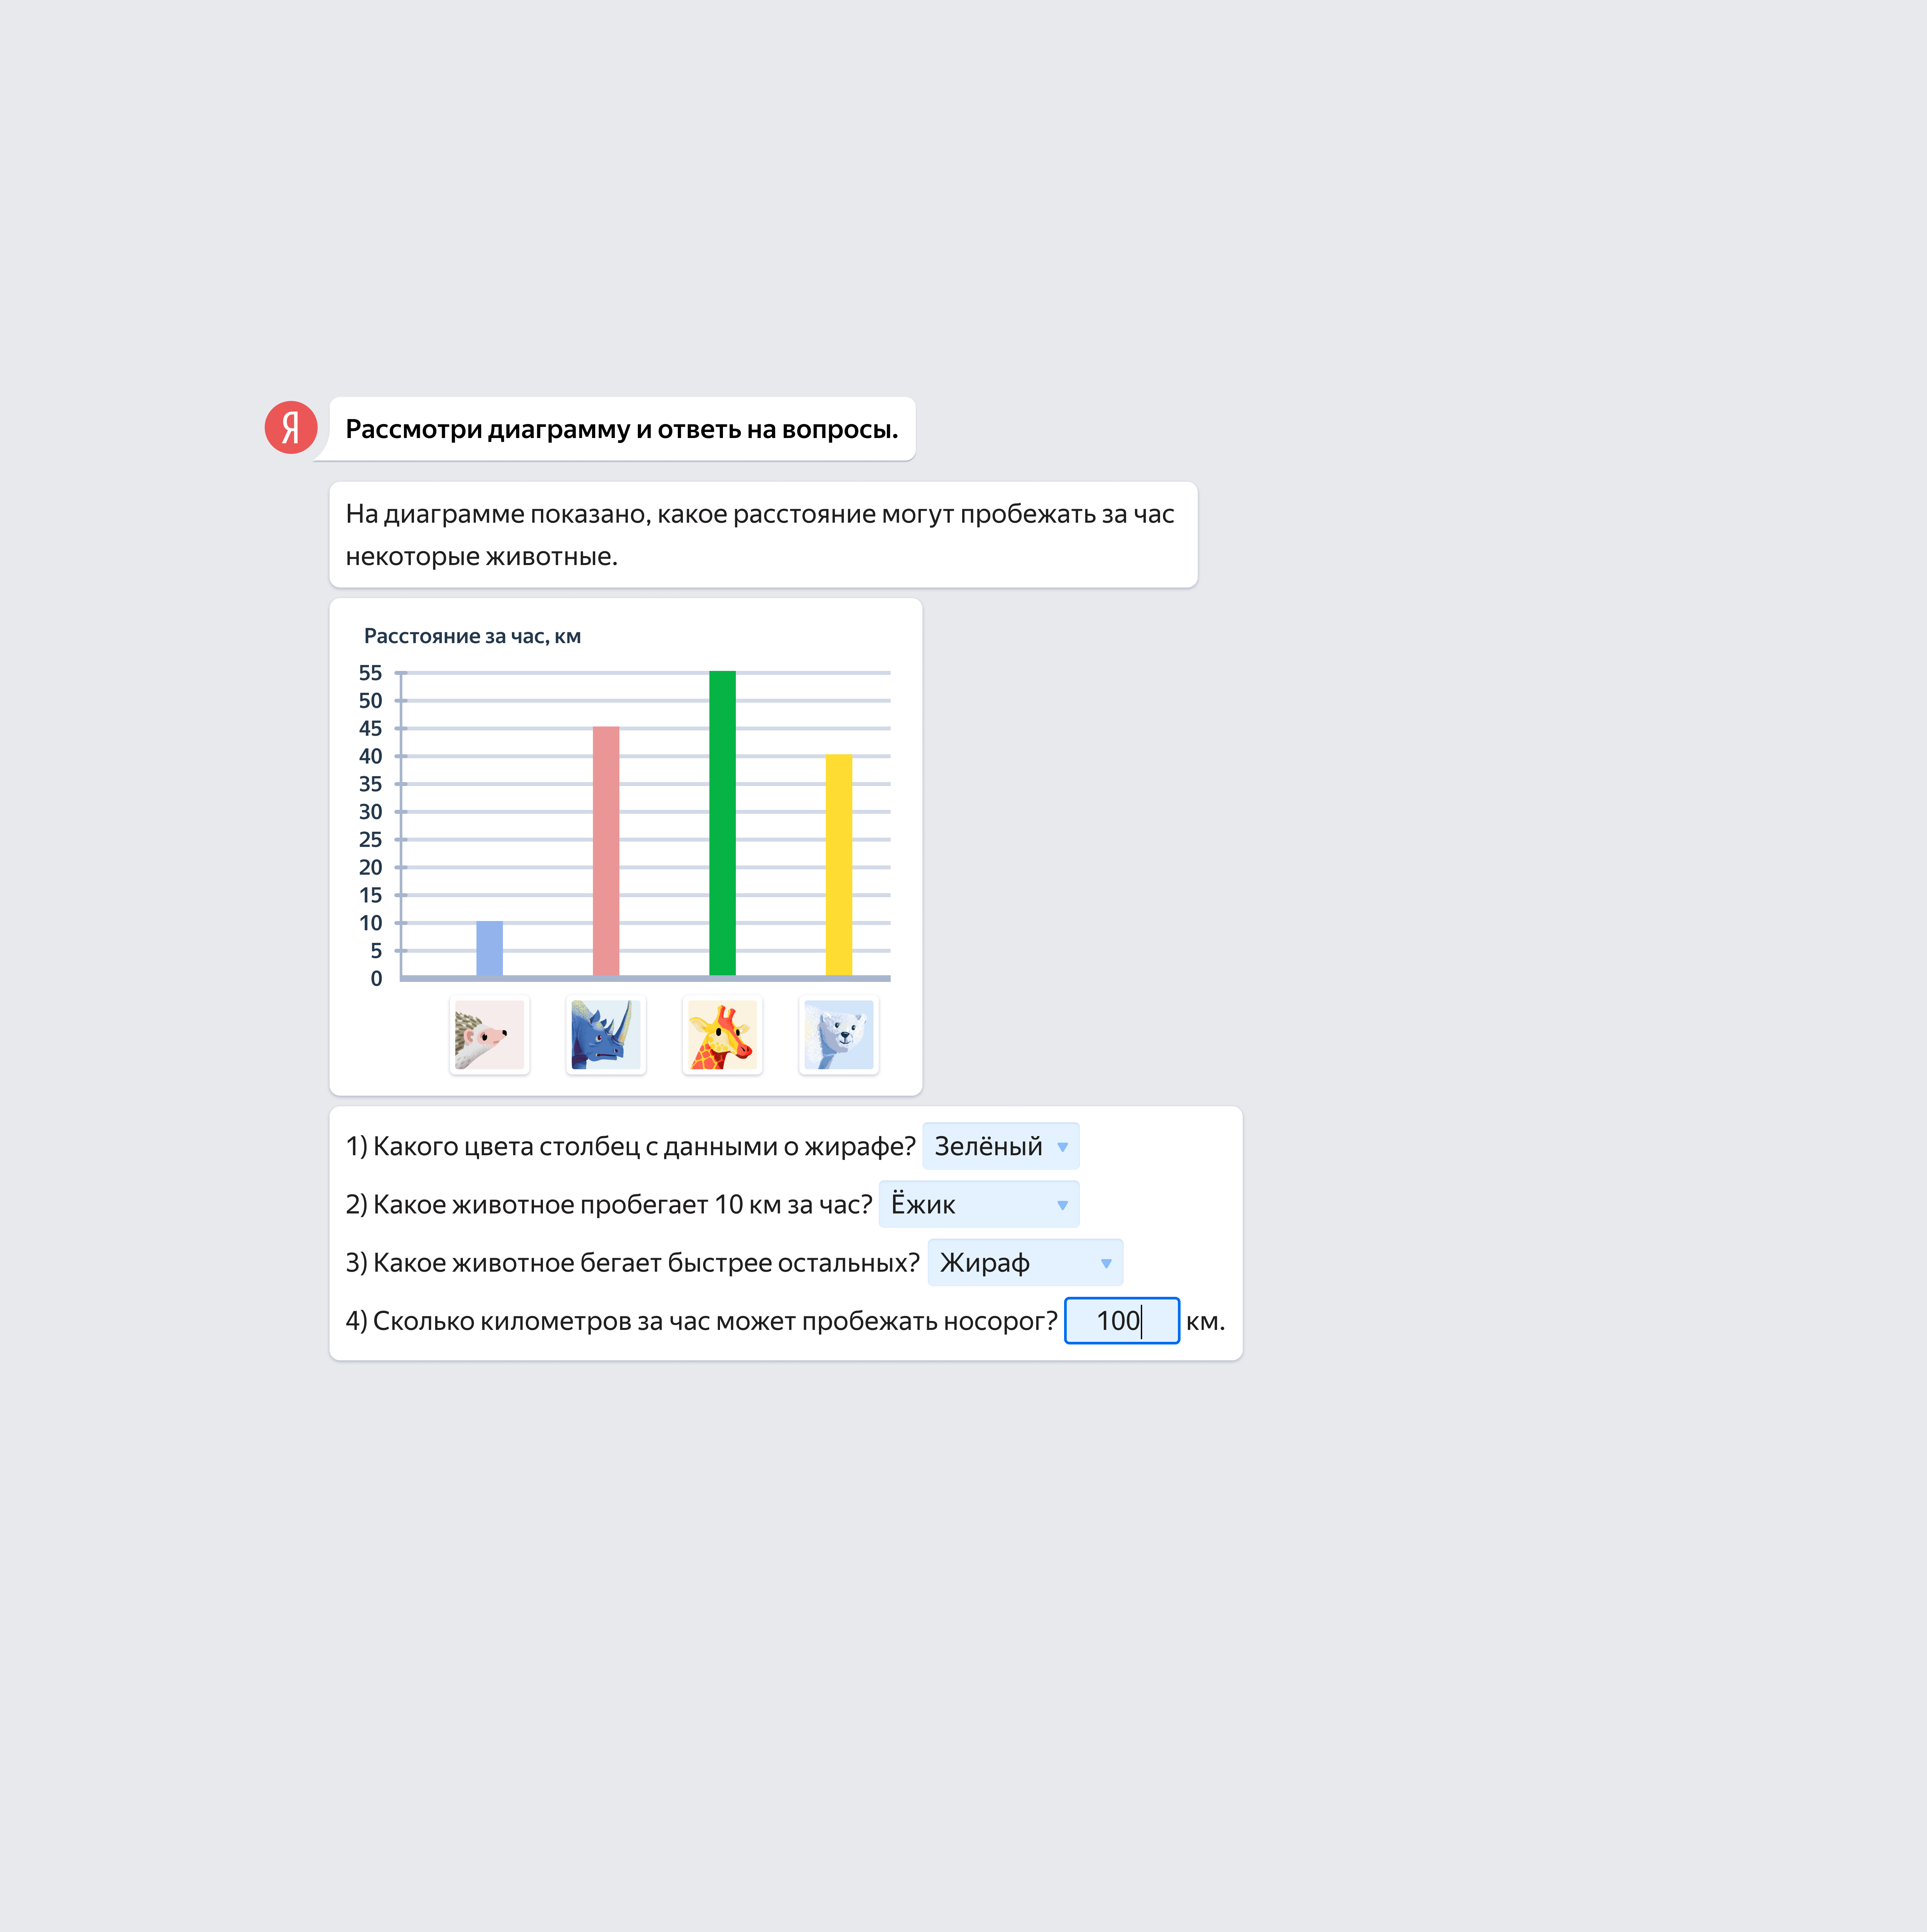 Я
Рассмотри диаграмму и ответь на вопросы.
На диаграмме показано, какое расстояние могут пробежать за час
некоторые животные.
Расстояние за час, км
55
50
45
40
35
30
25
20
15
10
5
0
1) Какого цвета столбец с данными о жирафе? Зелёный
2) Какое животное пробегает 10 км за час? Ёжик
3) Какое животное бегает быстрее остальных? Жираф
4) Сколько километров за час может пробежать носорог? 100 км.